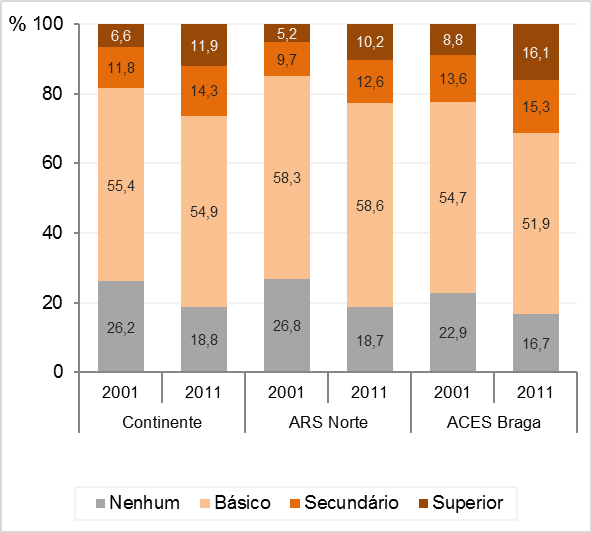 % 100
6,6 11,9 5,2 10,2 8,8 16,1
11,8 14,3 9,7 12,6 13,6 15,3
80
60
55,4 54,9 58,3 58,6 54,7 51,9
40
20
26,2 18,8 26,8 18,7 22,9 16,7
0
2001 2011 2001 2011 2001 2011
Continente ARS Norte ACES Braga
Nenhum Básico Secundário Superior